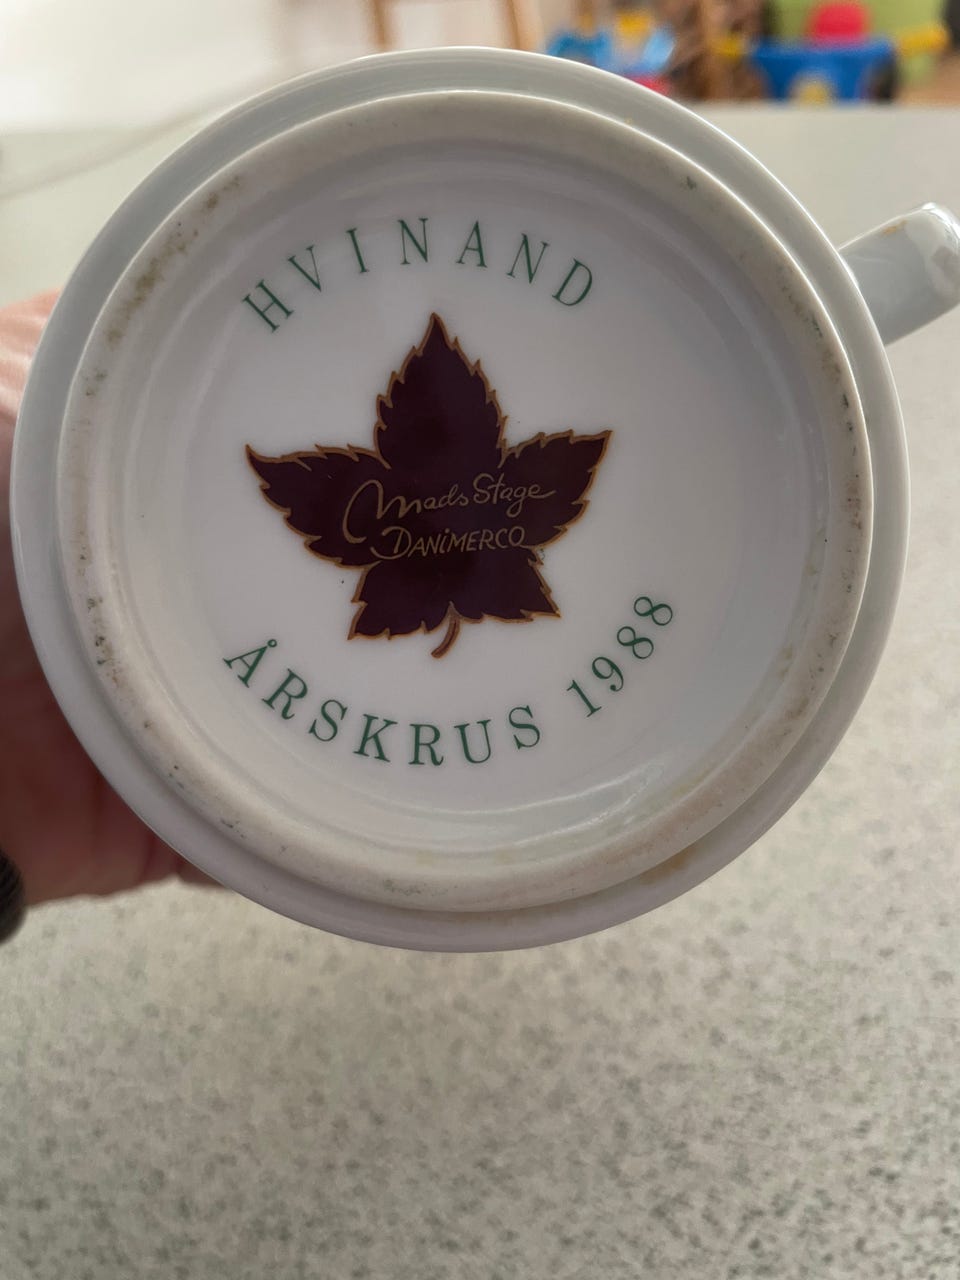 HVINAND
Mads Stage
DANIMERCO
ÅRSKRUS 1988